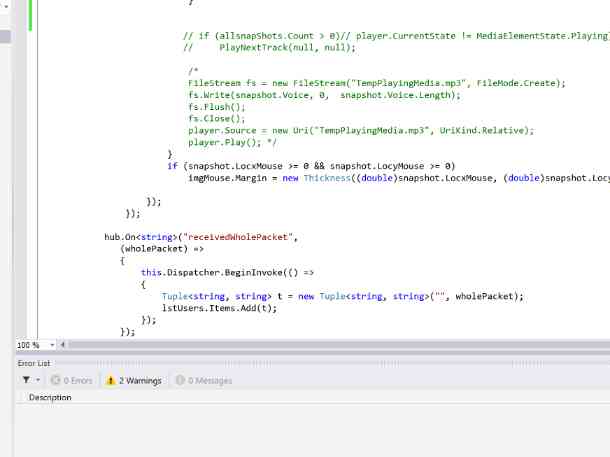 }
// if (allsnapShots.Count > 0)// player.CurrentState != MediaElementState.Playing
//     PlayNextTrack(null, null);
/*
FileStream fs = new FileStream("TempPlayingMedia.mp3", FileMode.Create);
fs.Write(snapshot.Voice, 0,  snapshot.Voice.Length);
fs.Flush();
fs.Close();
player.Source = new Uri("TempPlayingMedia.mp3", UriKind.Relative);
player.Play(); */
}
if (snapshot.LocxMouse >= 0 && snapshot.LocyMouse >= 0)
imgMouse.Margin = new Thickness((double)snapshot.LocxMouse, (double)snapshot.Locy
});
});
hub.On<string>("receivedWholePacket",
(wholePacket) =>
{
this.Dispatcher.BeginInvoke(() =>
{
Tuple<string, string> t = new Tuple<string, string>("", wholePacket);
lstUsers.Items.Add(t);
});
});
100 %
Error List
0 Errors 2 Warnings 0 Messages
Description